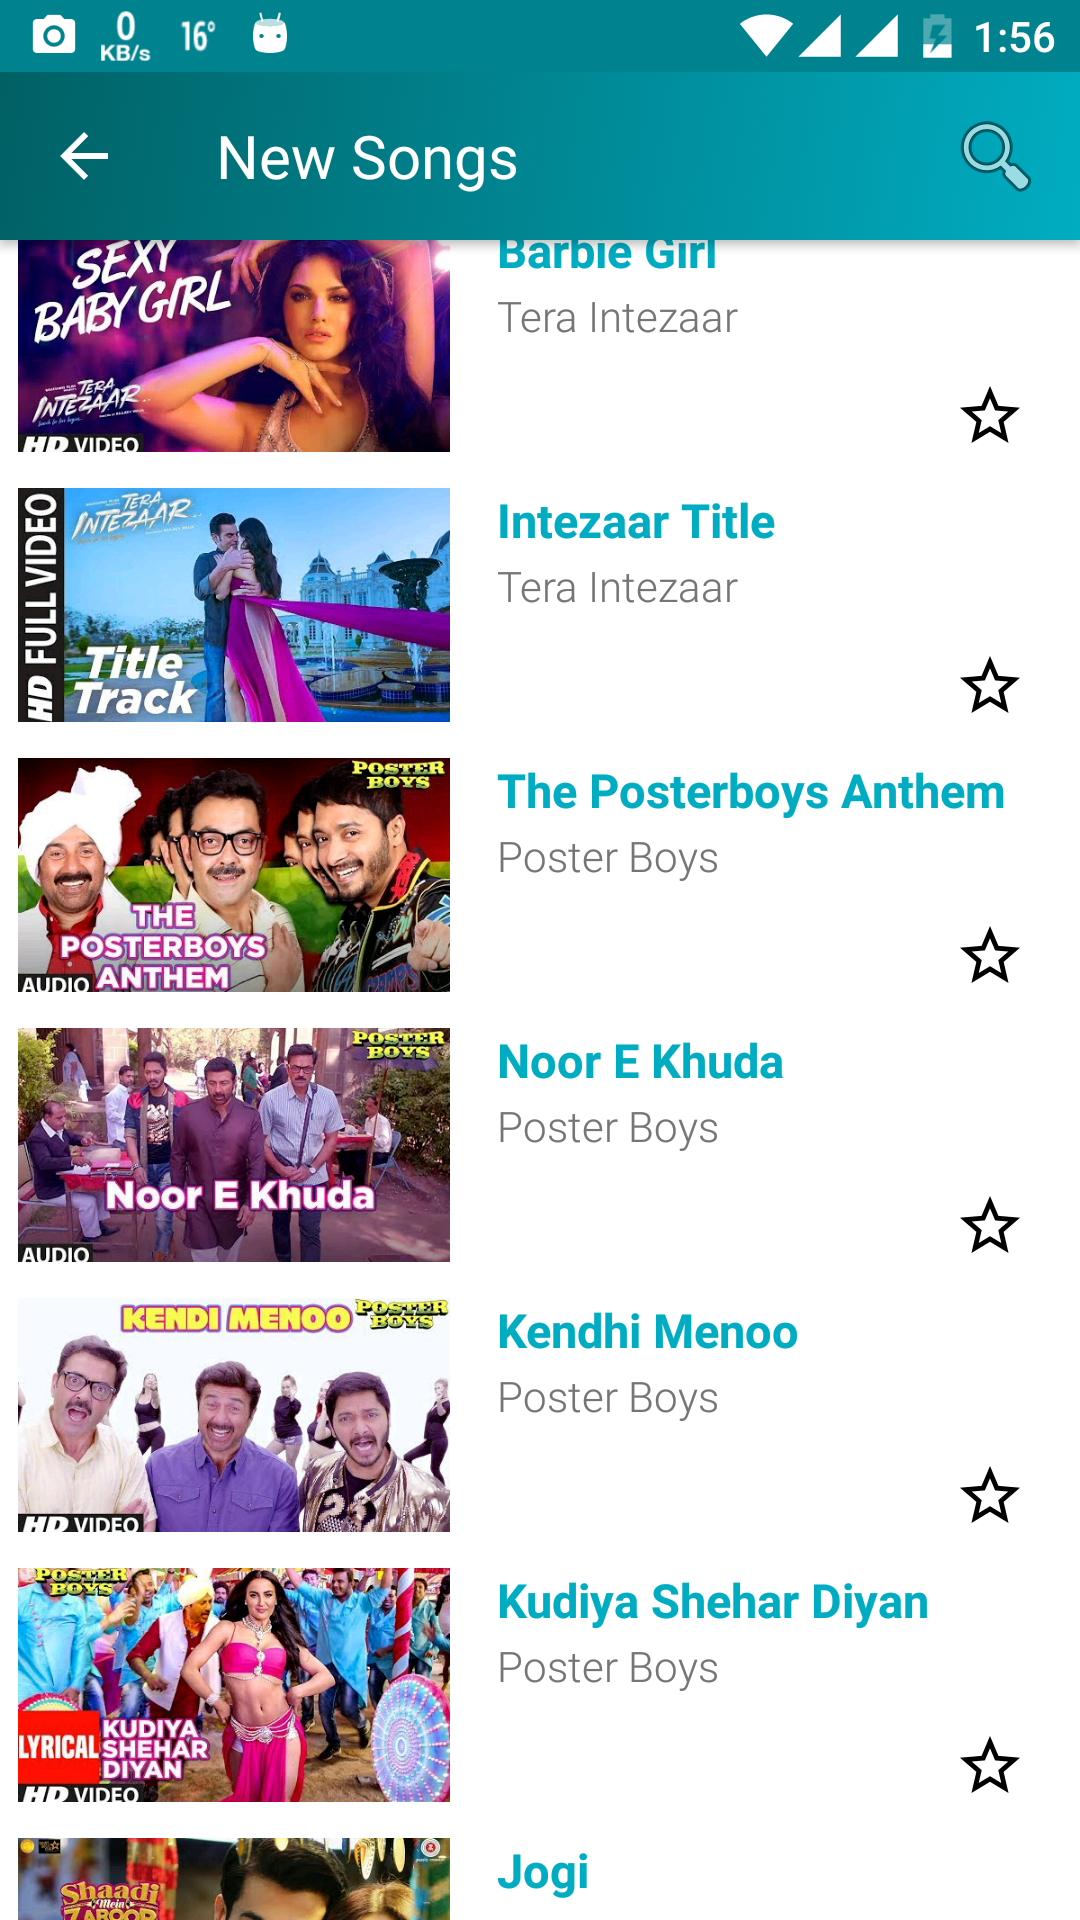 0
KB/s
16°
1:56
New Songs
SEXY
BABY GIRL
TERA
INTEZAAR
HD VIDEO
Barbie Girl
Tera Intezaar
HD FULL VIDEO
TERA
INTEZAAR
Title
Track
Intezaar Title
Tera Intezaar
POSTER
BOYS
THE
POSTERBOYS
ANTHEM
AUDIO
The Posterboys Anthem
Poster Boys
POSTER
BOYS
Noor E Khuda
AUDIO
Noor E Khuda
Poster Boys
KENDI MENOO
POSTER
BOYS
HD VIDEO
Kendhi Menoo
Poster Boys
POSTER
BOYS
LYRICAL
KUDIYA
SHEHAR
DIYAN
HD VIDEO
Kudiya Shehar Diyan
Poster Boys
Shaadi
Mein
ZAROOR
Jogi